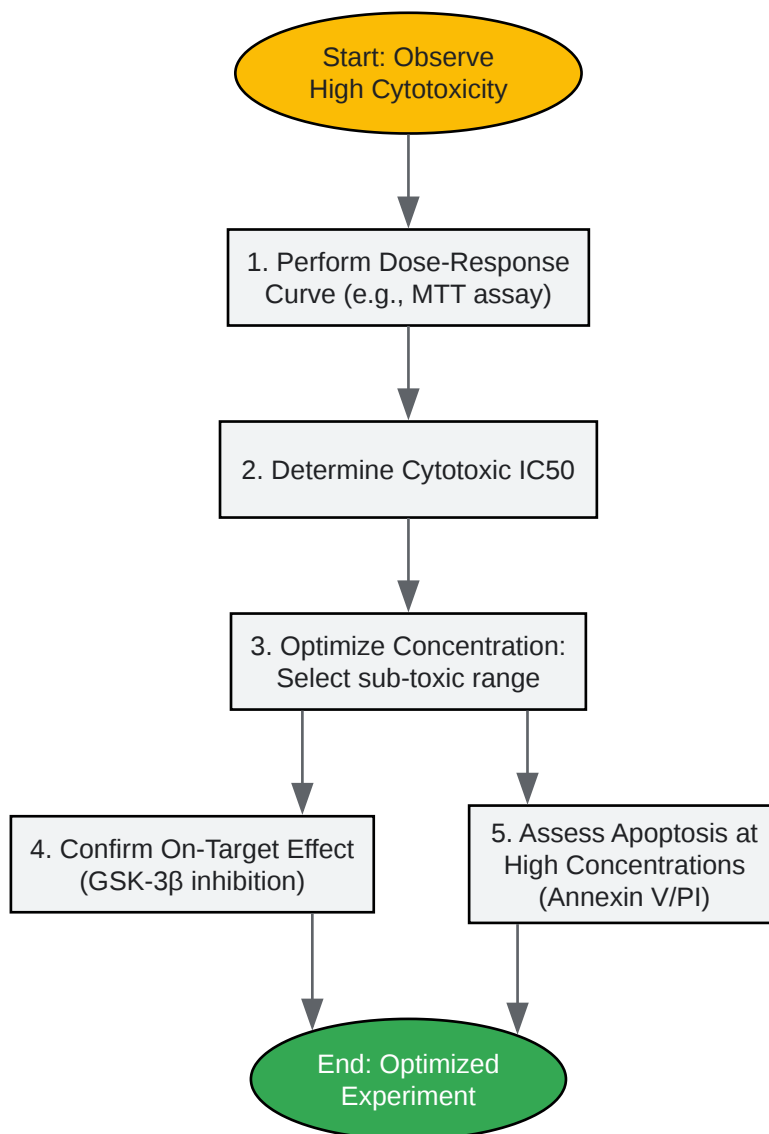 Start: Observe
High Cytotoxicity
1. Perform Dose-Response
Curve (e.g., MTT assay)
2. Determine Cytotoxic IC50
3. Optimize Concentration:
Select sub-toxic range
4. Confirm On-Target Effect
(GSK-3β inhibition)
5. Assess Apoptosis at
High Concentrations
(Annexin V/PI)
End: Optimized
Experiment